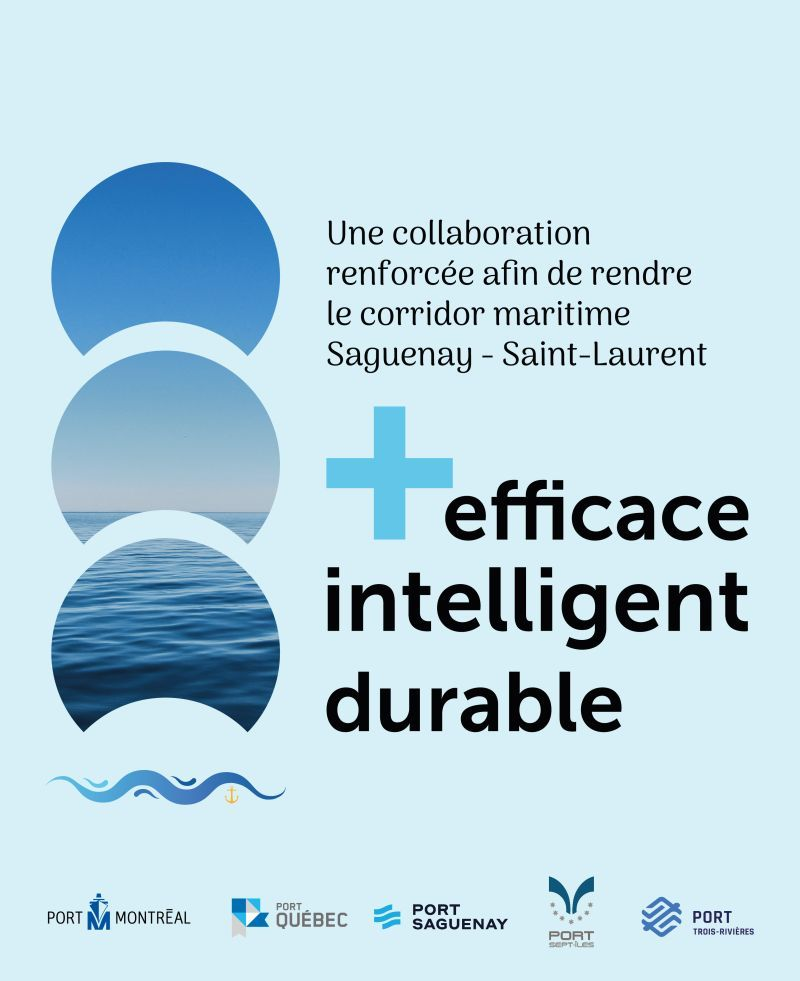 Une collaboration
renforcée afin de rendre
le corridor maritime
Saguenay - Saint-Laurent
+efficace
intelligent
durable
PORT M MONTRÉAL
PORT
QUÉBEC
PORT
SAGUENAY
PORT
SEPT-ÎLES
PORT
TROIS-RIVIÈRES